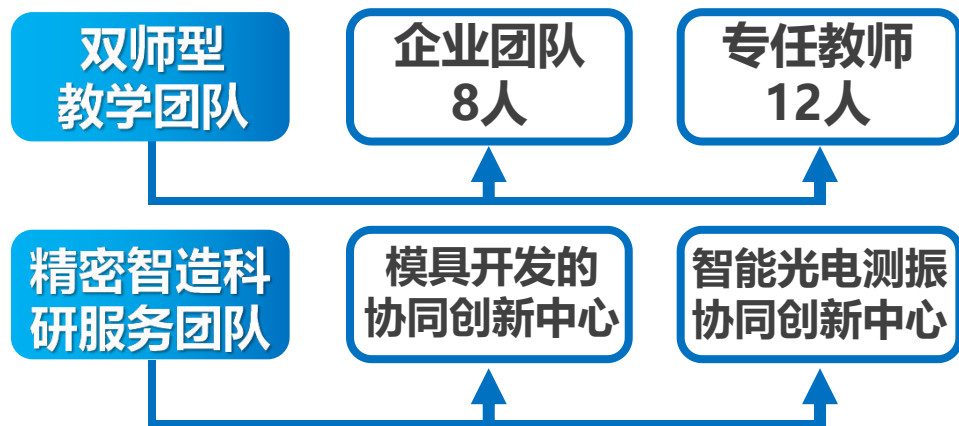 双师型
教学团队
企业团队
8人
专任教师
12人
精密智造科
研服务团队
模具开发的
协同创新中心
智能光电测振
协同创新中心